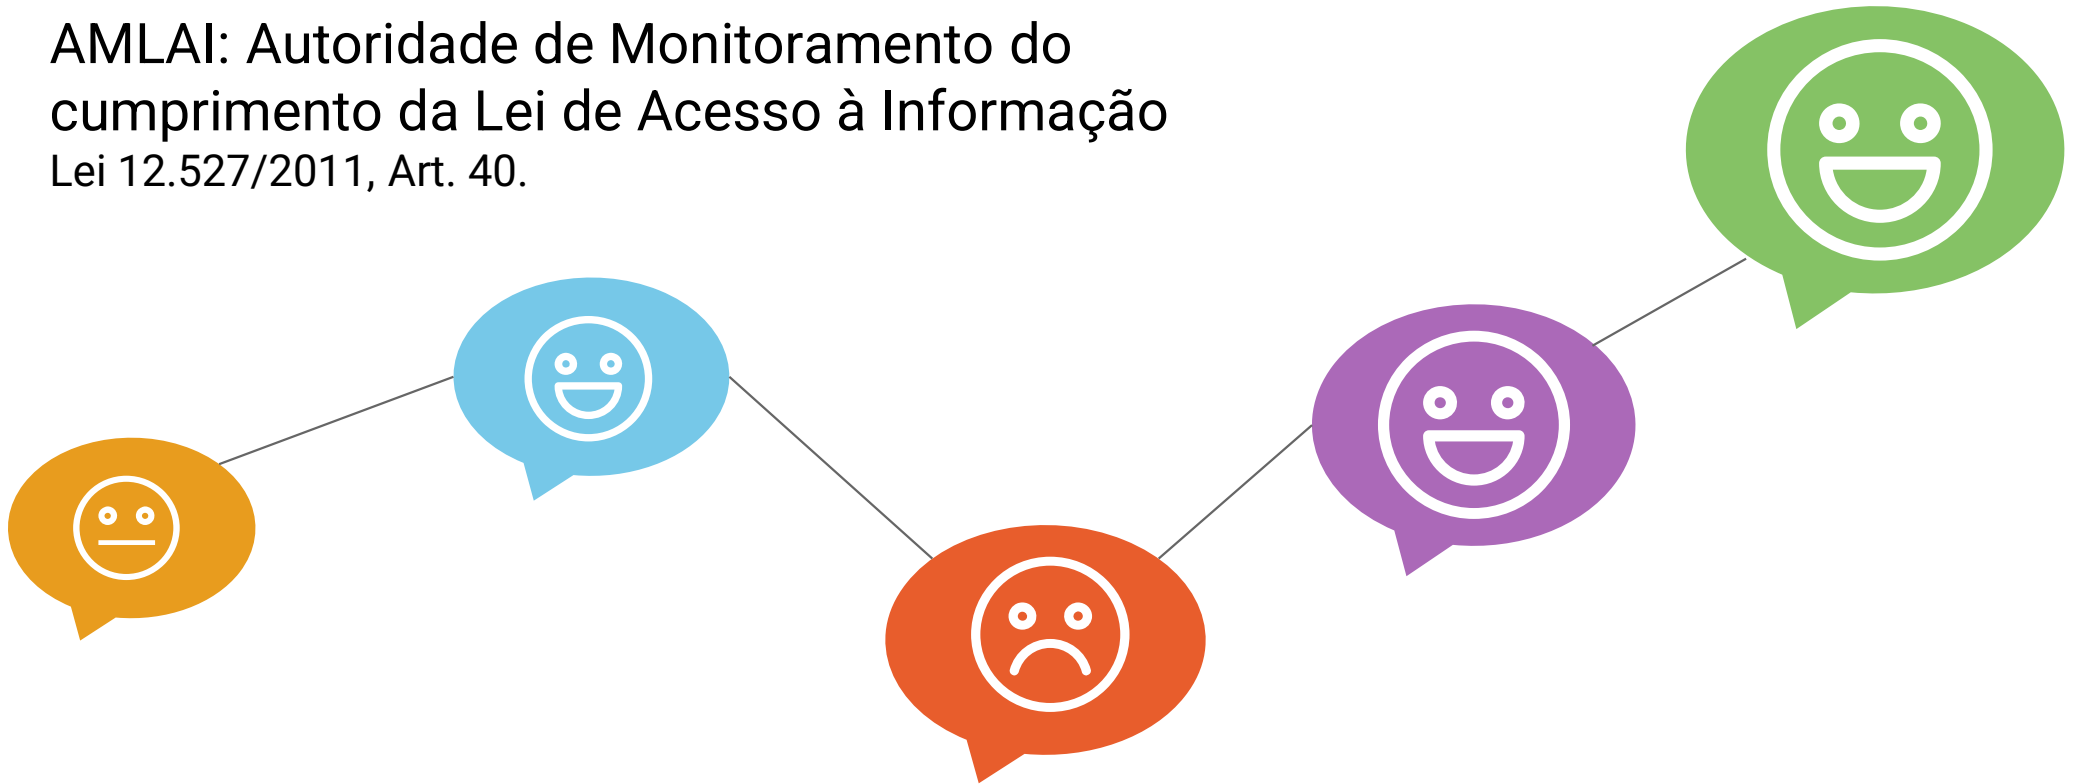 AMLAI: Autoridade de Monitoramento do
cumprimento da Lei de Acesso à Informação
Lei 12.527/2011, Art. 40.